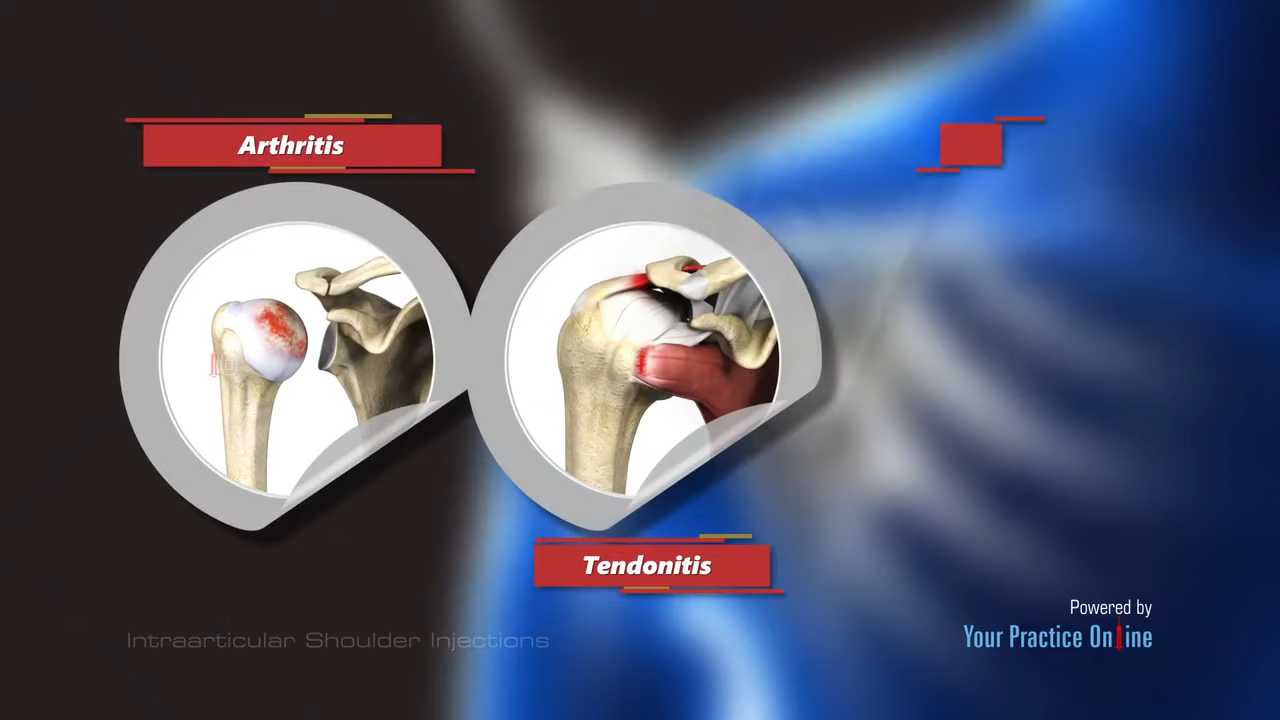 Arthritis
Tendonitis
Intraarticular Shoulder Injections
Powered by
Your Practice Online